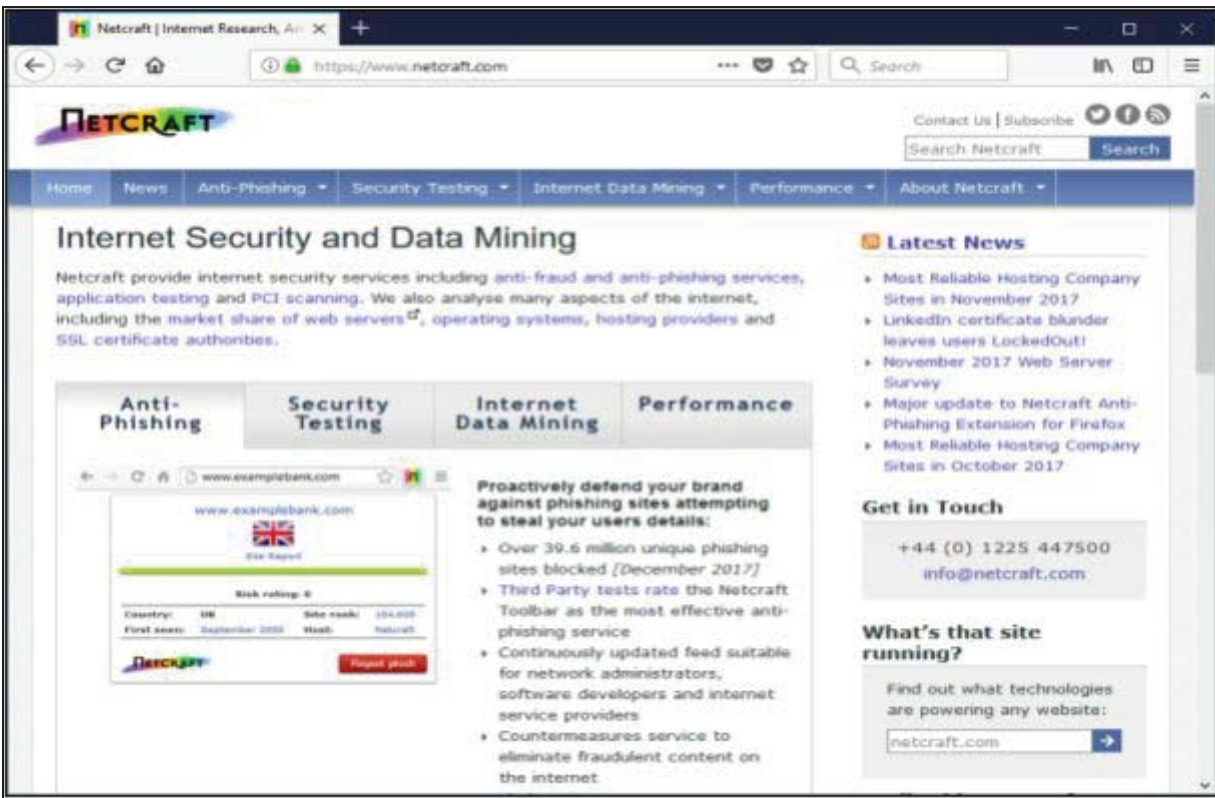 Netcraft | Internet Research, An
https://www.netcraft.com
Search
NETCRAFT
Contact Us | Subscribe
Search Netcraft
Search
Home
News
Anti-Phishing
Security Testing
Internet Data Mining
Performance
About Netcraft
Internet Security and Data Mining
Netcraft provide internet security services including anti-fraud and anti-phishing services,
application testing and PCI scanning. We also analyse many aspects of the internet,
including the market share of web servers, operating systems, hosting providers and
SSL certificate authorities.
Anti-
Phishing
Security
Testing
Internet
Data Mining
Performance
www.examplebank.com
www.examplebank.com
Site Report
Risk rating: 0
Country: UK Site rank:
First seen: September Host: Netcraft
NETCRAFT
Report phish
Proactively defend your brand
against phishing sites attempting
to steal your users details:
Over 39.6 million unique phishing
sites blocked [December 2017]
Third Party tests rate the Netcraft
Toolbar as the most effective anti-
phishing service
Continuously updated feed suitable
for network administrators,
software developers and internet
service providers
Countermeasures service to
eliminate fraudulent content on
the internet
Latest News
Most Reliable Hosting Company
Sites in November 2017
LinkedIn certificate blunder
leaves users LockedOut!
November 2017 Web Server
Survey
Major update to Netcraft Anti-
Phishing Extension for Firefox
Most Reliable Hosting Company
Sites in October 2017
Get in Touch
+44 (0) 1225 447500
info@netcraft.com
What's that site
running?
Find out what technologies
are powering any website:
netcraft.com